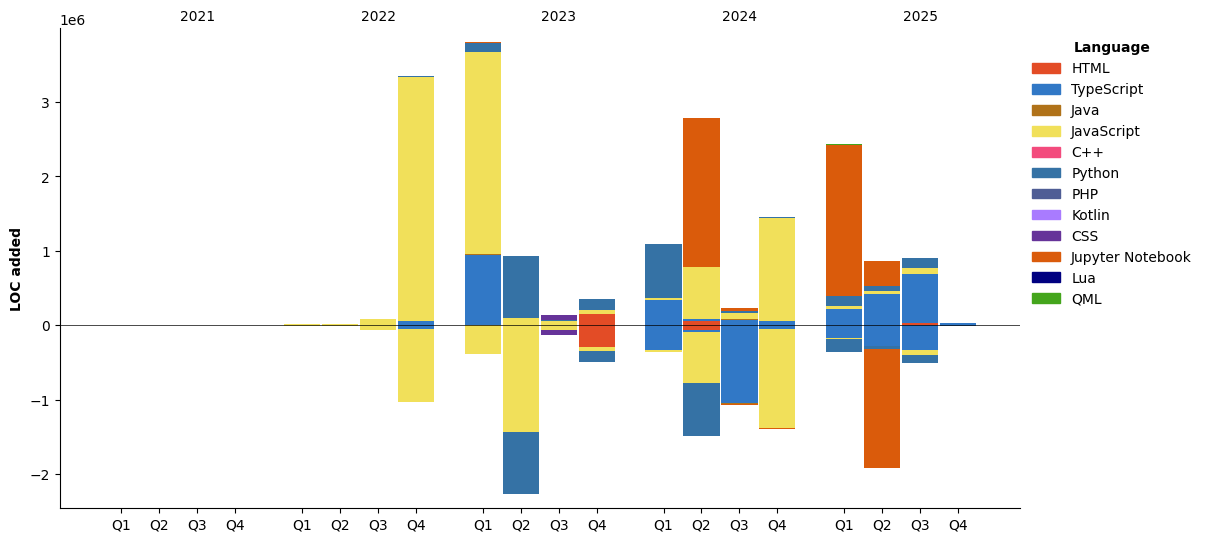 1e6
2021 2022 2023 2024 2025
LOC added
3
2
1
0
−1
−2
Q1 Q2 Q3 Q4 Q1 Q2 Q3 Q4 Q1 Q2 Q3 Q4 Q1 Q2 Q3 Q4 Q1 Q2 Q3 Q4
Language
HTML
TypeScript
Java
JavaScript
C++
Python
PHP
Kotlin
CSS
Jupyter Notebook
Lua
QML